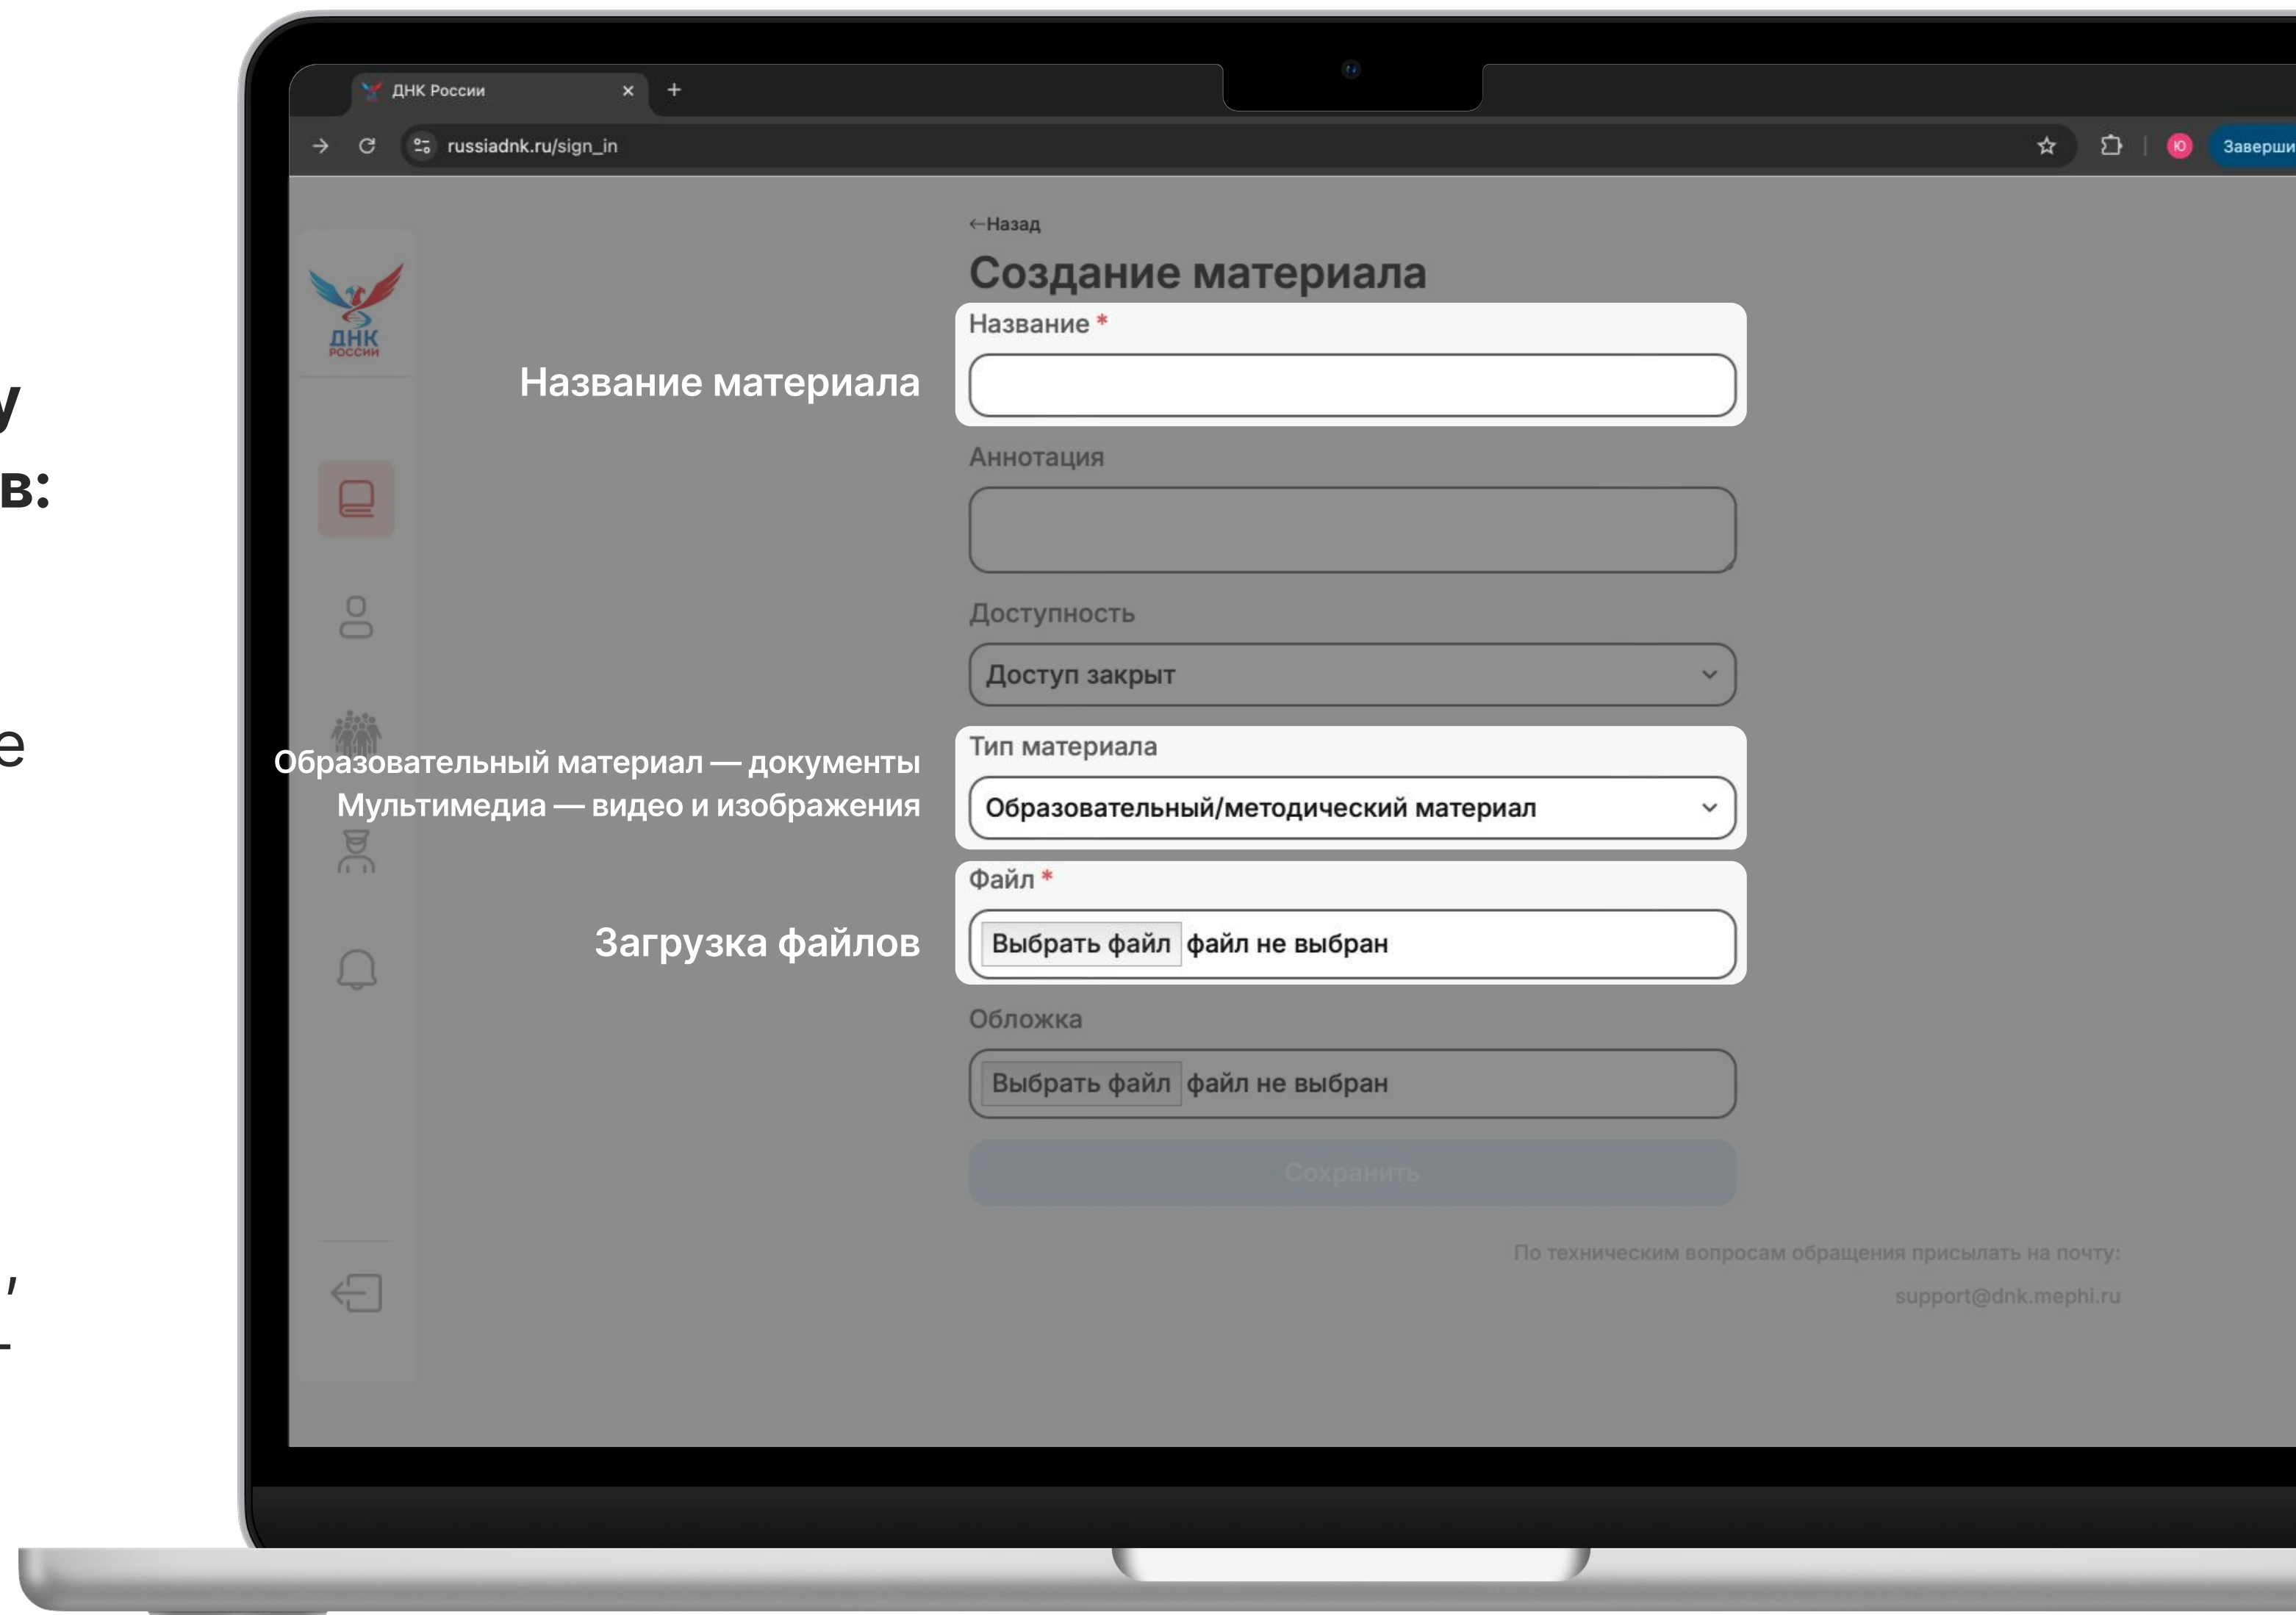 ДНК России
russiadnk.ru/sign_in
Ю
←Назад
Создание материала
ДНК
РОССИИ
Название *
Название материала
Аннотация
Доступность
Доступ закрыт
Тип материала
Образовательный материал — документы
Мультимедиа — видео и изображения
Образовательный/методический материал
Файл *
Загрузка файлов
Выбрать файл файл не выбран
Обложка
Выбрать файл файл не выбран
Сохранить
По техническим вопросам обращения присылать на почту:
support@dnk.mephi.ru